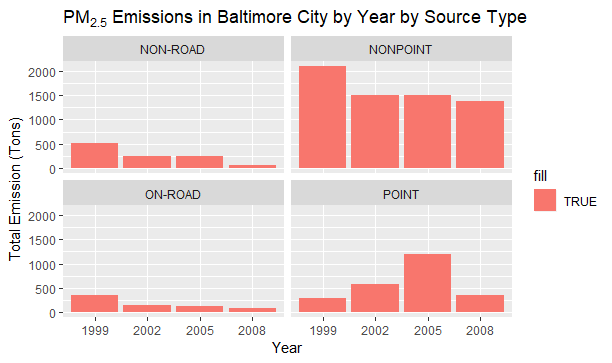 PM2.5 Emissions in Baltimore City by Year by Source Type
NON-ROAD
NONPOINT
2000
1500
1000
500
0
ON-ROAD
POINT
2000
1500
1000
500
0
1999 2002 2005 2008
1999 2002 2005 2008
Total Emission (Tons)
Year
fill
TRUE